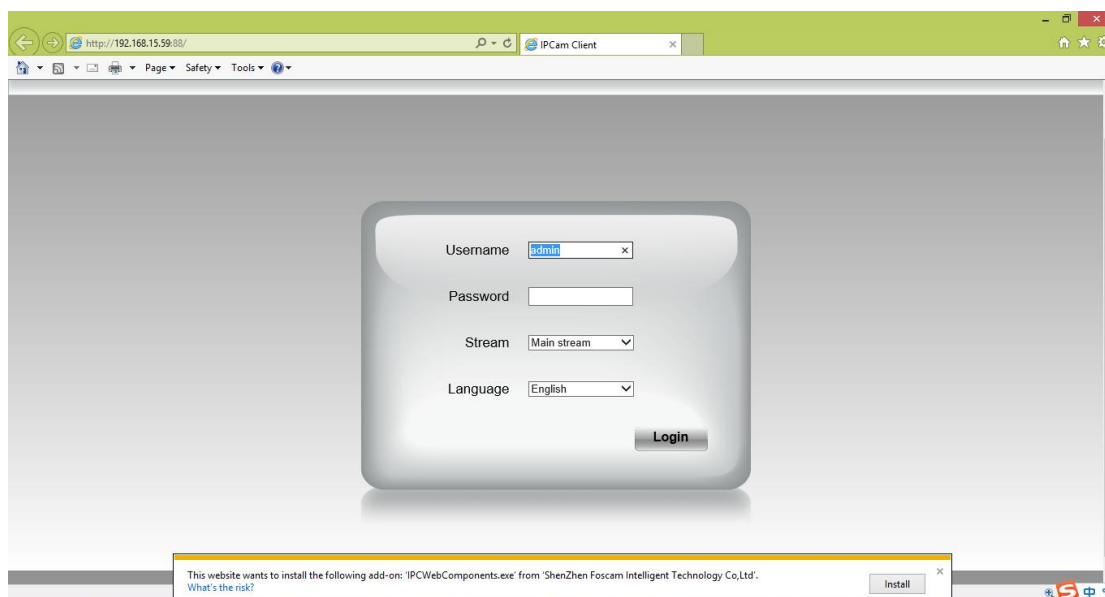 http://192.168.15.59:88/
IPCam Client
Page Safety Tools
Username admin
Password
Stream Main stream
Language English
Login
This website wants to install the following add-on: 'IPCWebComponents.exe' from 'ShenZhen Foscam Intelligent Technology Co,Ltd'.
What's the risk?
Install
中